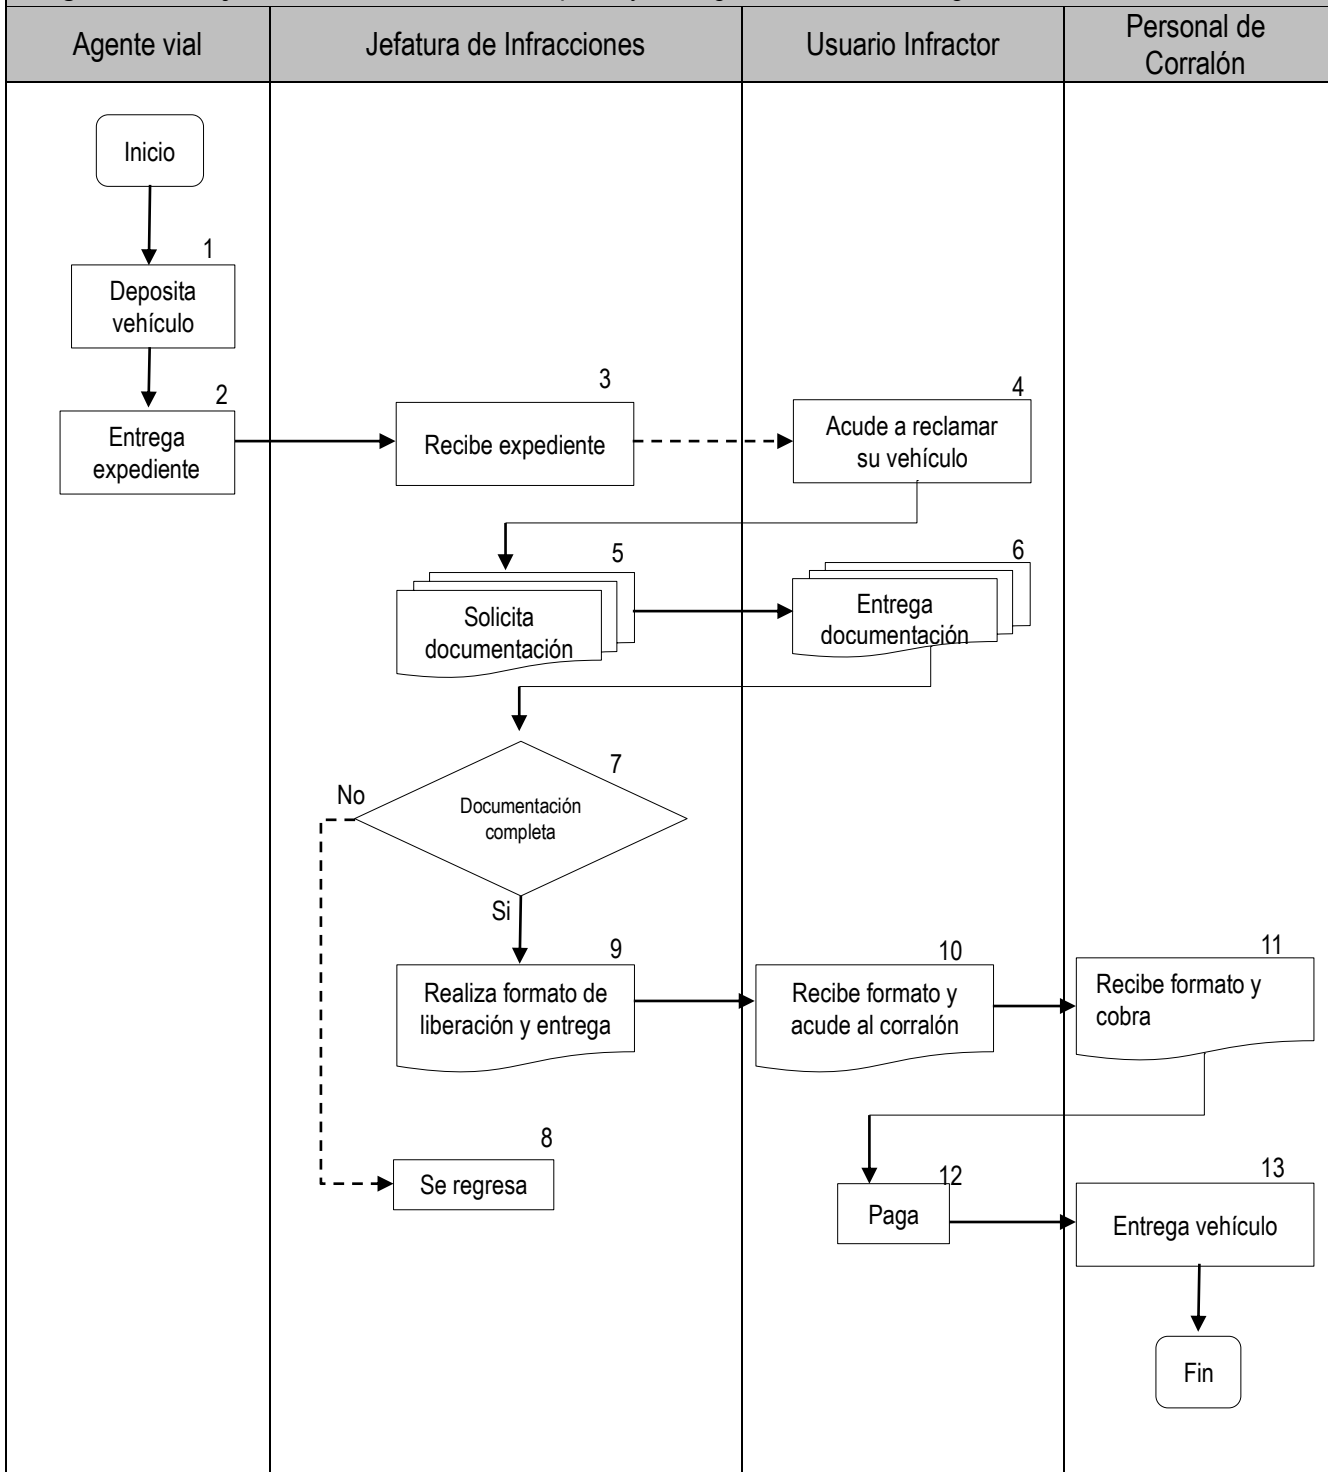 Agente vial
Jefatura de Infracciones
Usuario Infractor
Personal de
Corralón
Inicio
1
Deposita
vehículo
2
Entrega
expediente
3
Recibe expediente
4
Acude a reclamar
su vehículo
5
Solicita
documentación
6
Entrega
documentación
7
No
Documentación
completa
Si
9
Realiza formato de
liberación y entrega
10
Recibe formato y
acude al corralón
11
Recibe formato y
cobra
8
Se regresa
12
Paga
13
Entrega vehículo
Fin